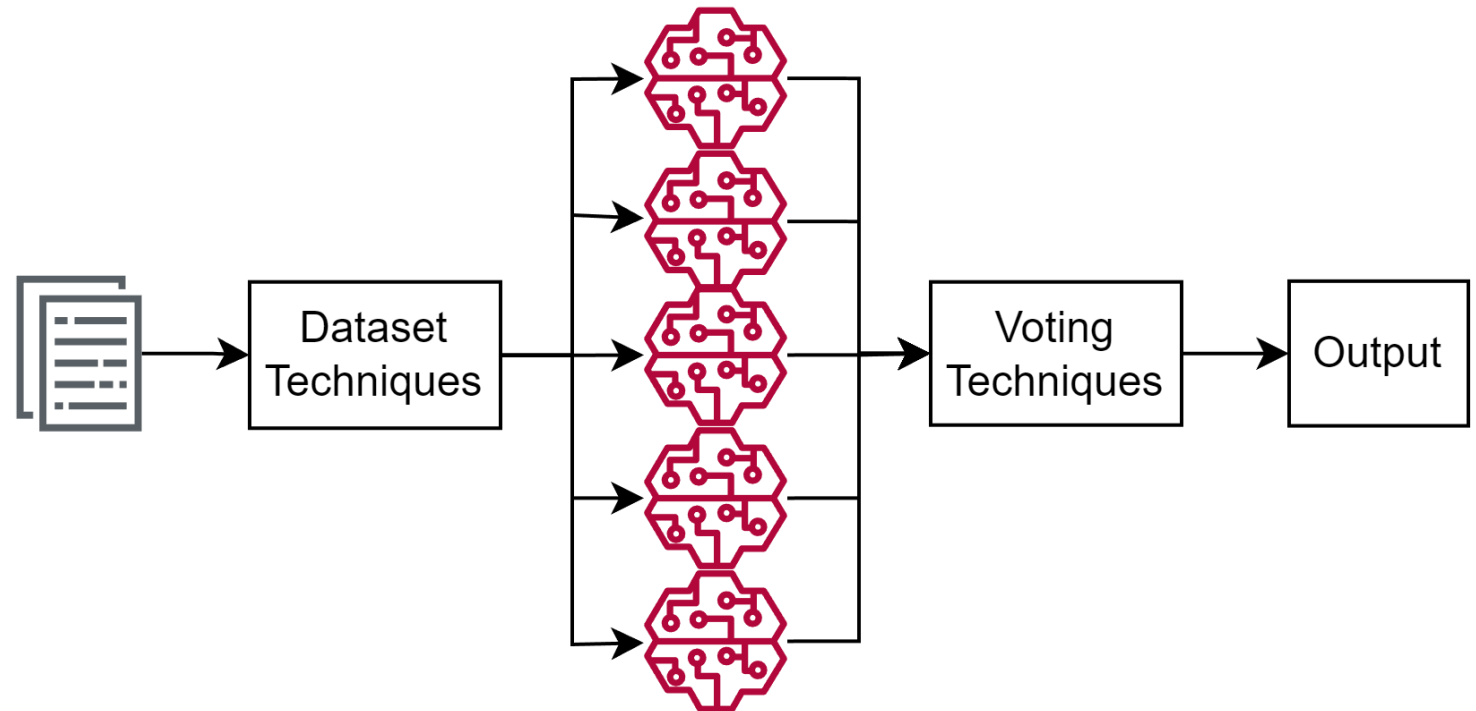 Dataset
Techniques
Voting
Techniques
Output